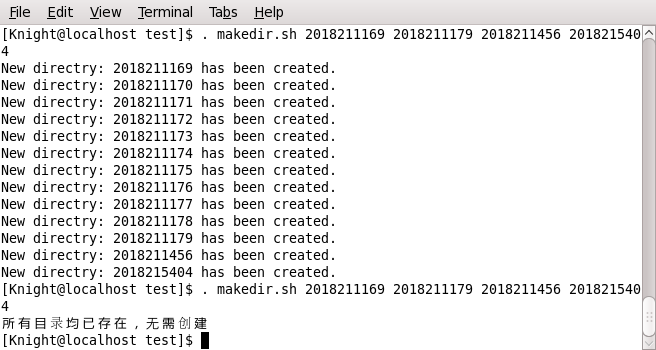 File Edit View Terminal Tabs Help
[Knight@localhost test]$ . makedir.sh 2018211169 2018211179 2018211456 201821540
4
New directry: 2018211169 has been created.
New directry: 2018211170 has been created.
New directry: 2018211171 has been created.
New directry: 2018211172 has been created.
New directry: 2018211173 has been created.
New directry: 2018211174 has been created.
New directry: 2018211175 has been created.
New directry: 2018211176 has been created.
New directry: 2018211177 has been created.
New directry: 2018211178 has been created.
New directry: 2018211179 has been created.
New directry: 2018211456 has been created.
New directry: 2018215404 has been created.
[Knight@localhost test]$ . makedir.sh 2018211169 2018211179 2018211456 201821540
4
所有目录均已存在，无需创建
[Knight@localhost test]$